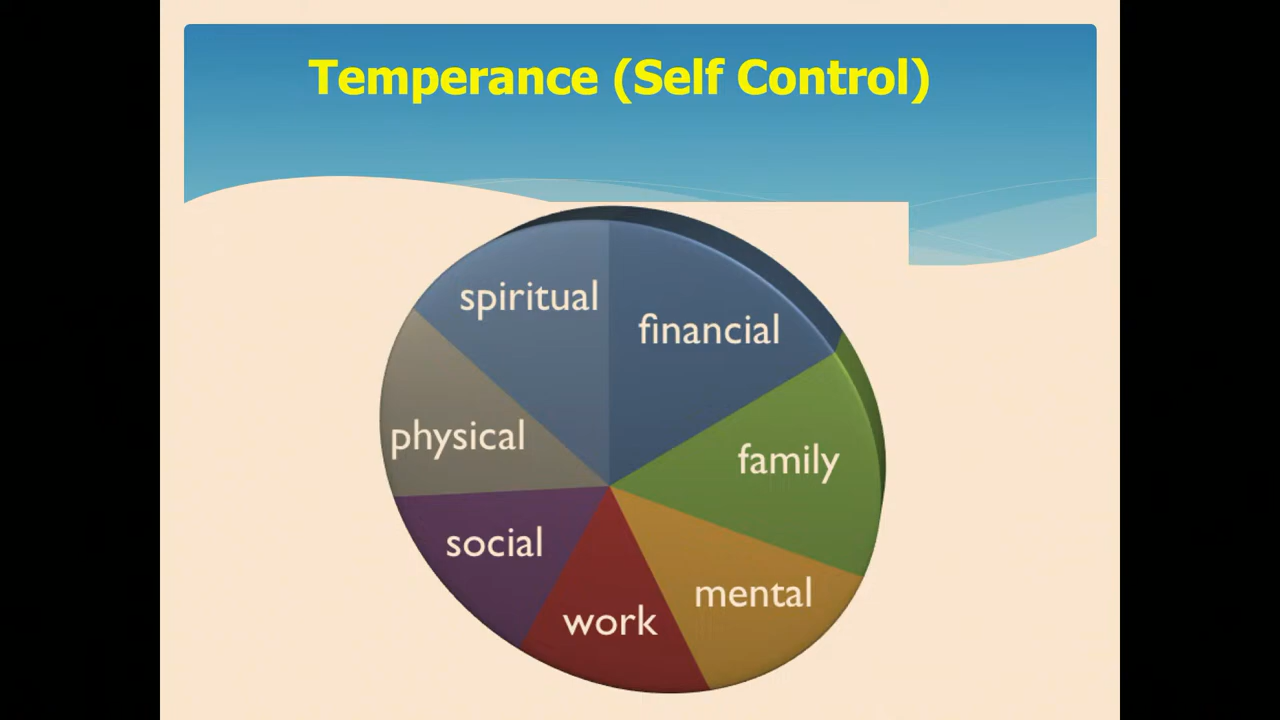 Temperance (Self Control)
spiritual
financial
physical
family
social
mental
work